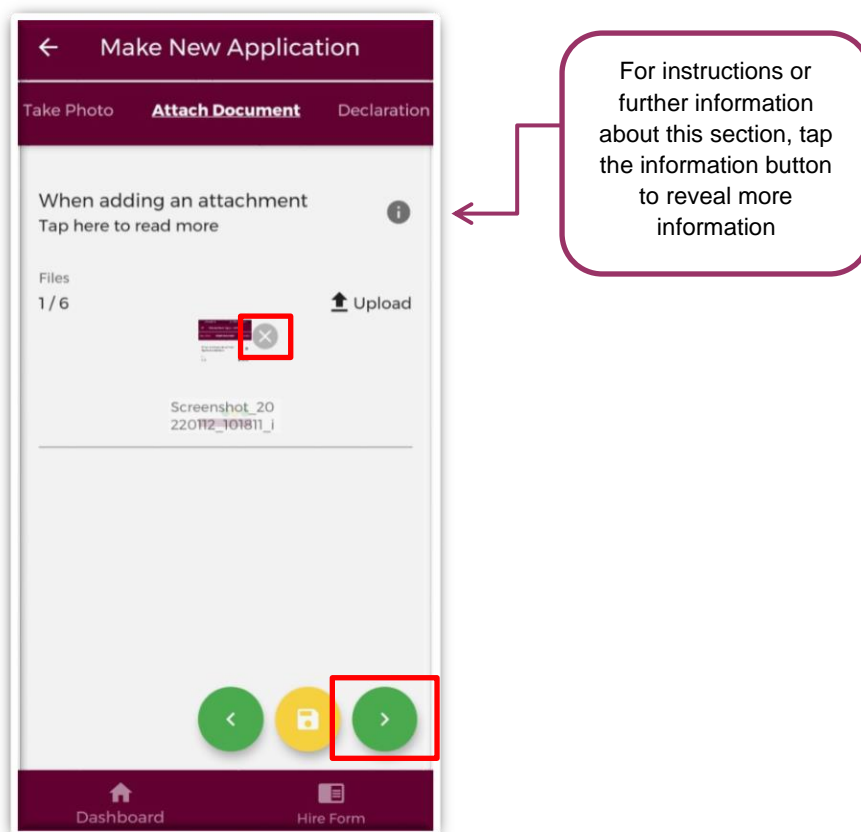 Make New Application
Take Photo Attach Document Declaration
When adding an attachment
Tap here to read more
Files
1 / 6
Upload
Screenshot_20
220112_101811_i
Dashboard
Hire Form
For instructions or
further information
about this section, tap
the information button
to reveal more
information